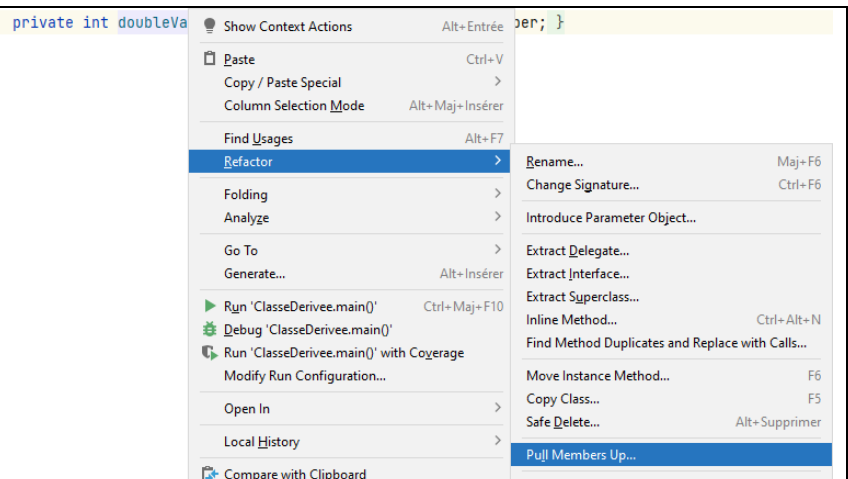 private int doubleVa
ber; }
Show Context Actions Alt+Entrée
Paste Ctrl+V
Copy / Paste Special
Column Selection Mode Alt+Maj+Insérer
Find Usages Alt+F7
Refactor
Folding
Analyze
Go To
Generate... Alt+Insérer
Run 'ClasseDerivee.main()' Ctrl+Maj+F10
Debug 'ClasseDerivee.main()'
Run 'ClasseDerivee.main()' with Coverage
Modify Run Configuration...
Open In
Local History
Compare with Clipboard
Rename... Maj+F6
Change Signature... Ctrl+F6
Introduce Parameter Object...
Extract Delegate...
Extract Interface...
Extract Superclass...
Inline Method... Ctrl+Alt+N
Find Method Duplicates and Replace with Calls...
Move Instance Method... F6
Copy Class... F5
Safe Delete... Alt+Supprimer
Pull Members Up...